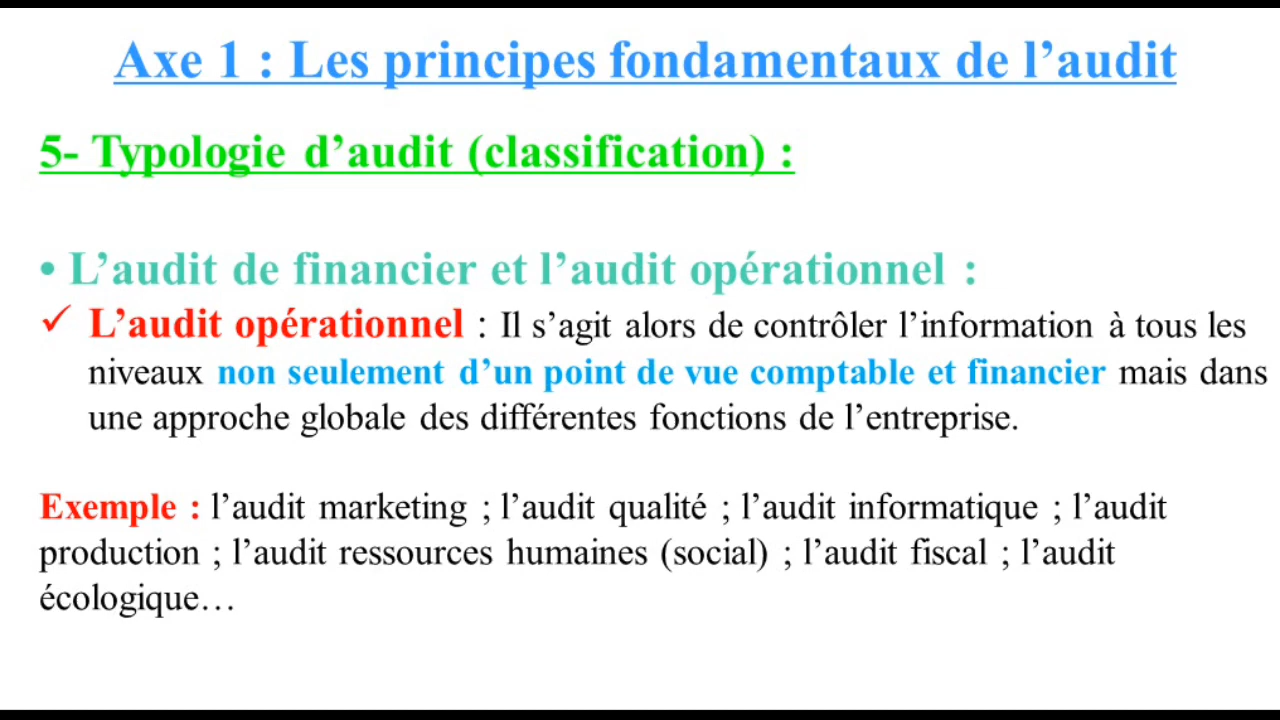 Axe 1 : Les principes fondamentaux de l’audit
5- Typologie d’audit (classification) :
• L’audit de financier et l’audit opérationnel :
✓ L’audit opérationnel : Il s’agit alors de contrôler l’information à tous les
niveaux non seulement d’un point de vue comptable et financier mais dans
une approche globale des différentes fonctions de l’entreprise.
Exemple : l’audit marketing ; l’audit qualité ; l’audit informatique ; l’audit
production ; l’audit ressources humaines (social) ; l’audit fiscal ; l’audit
écologique…